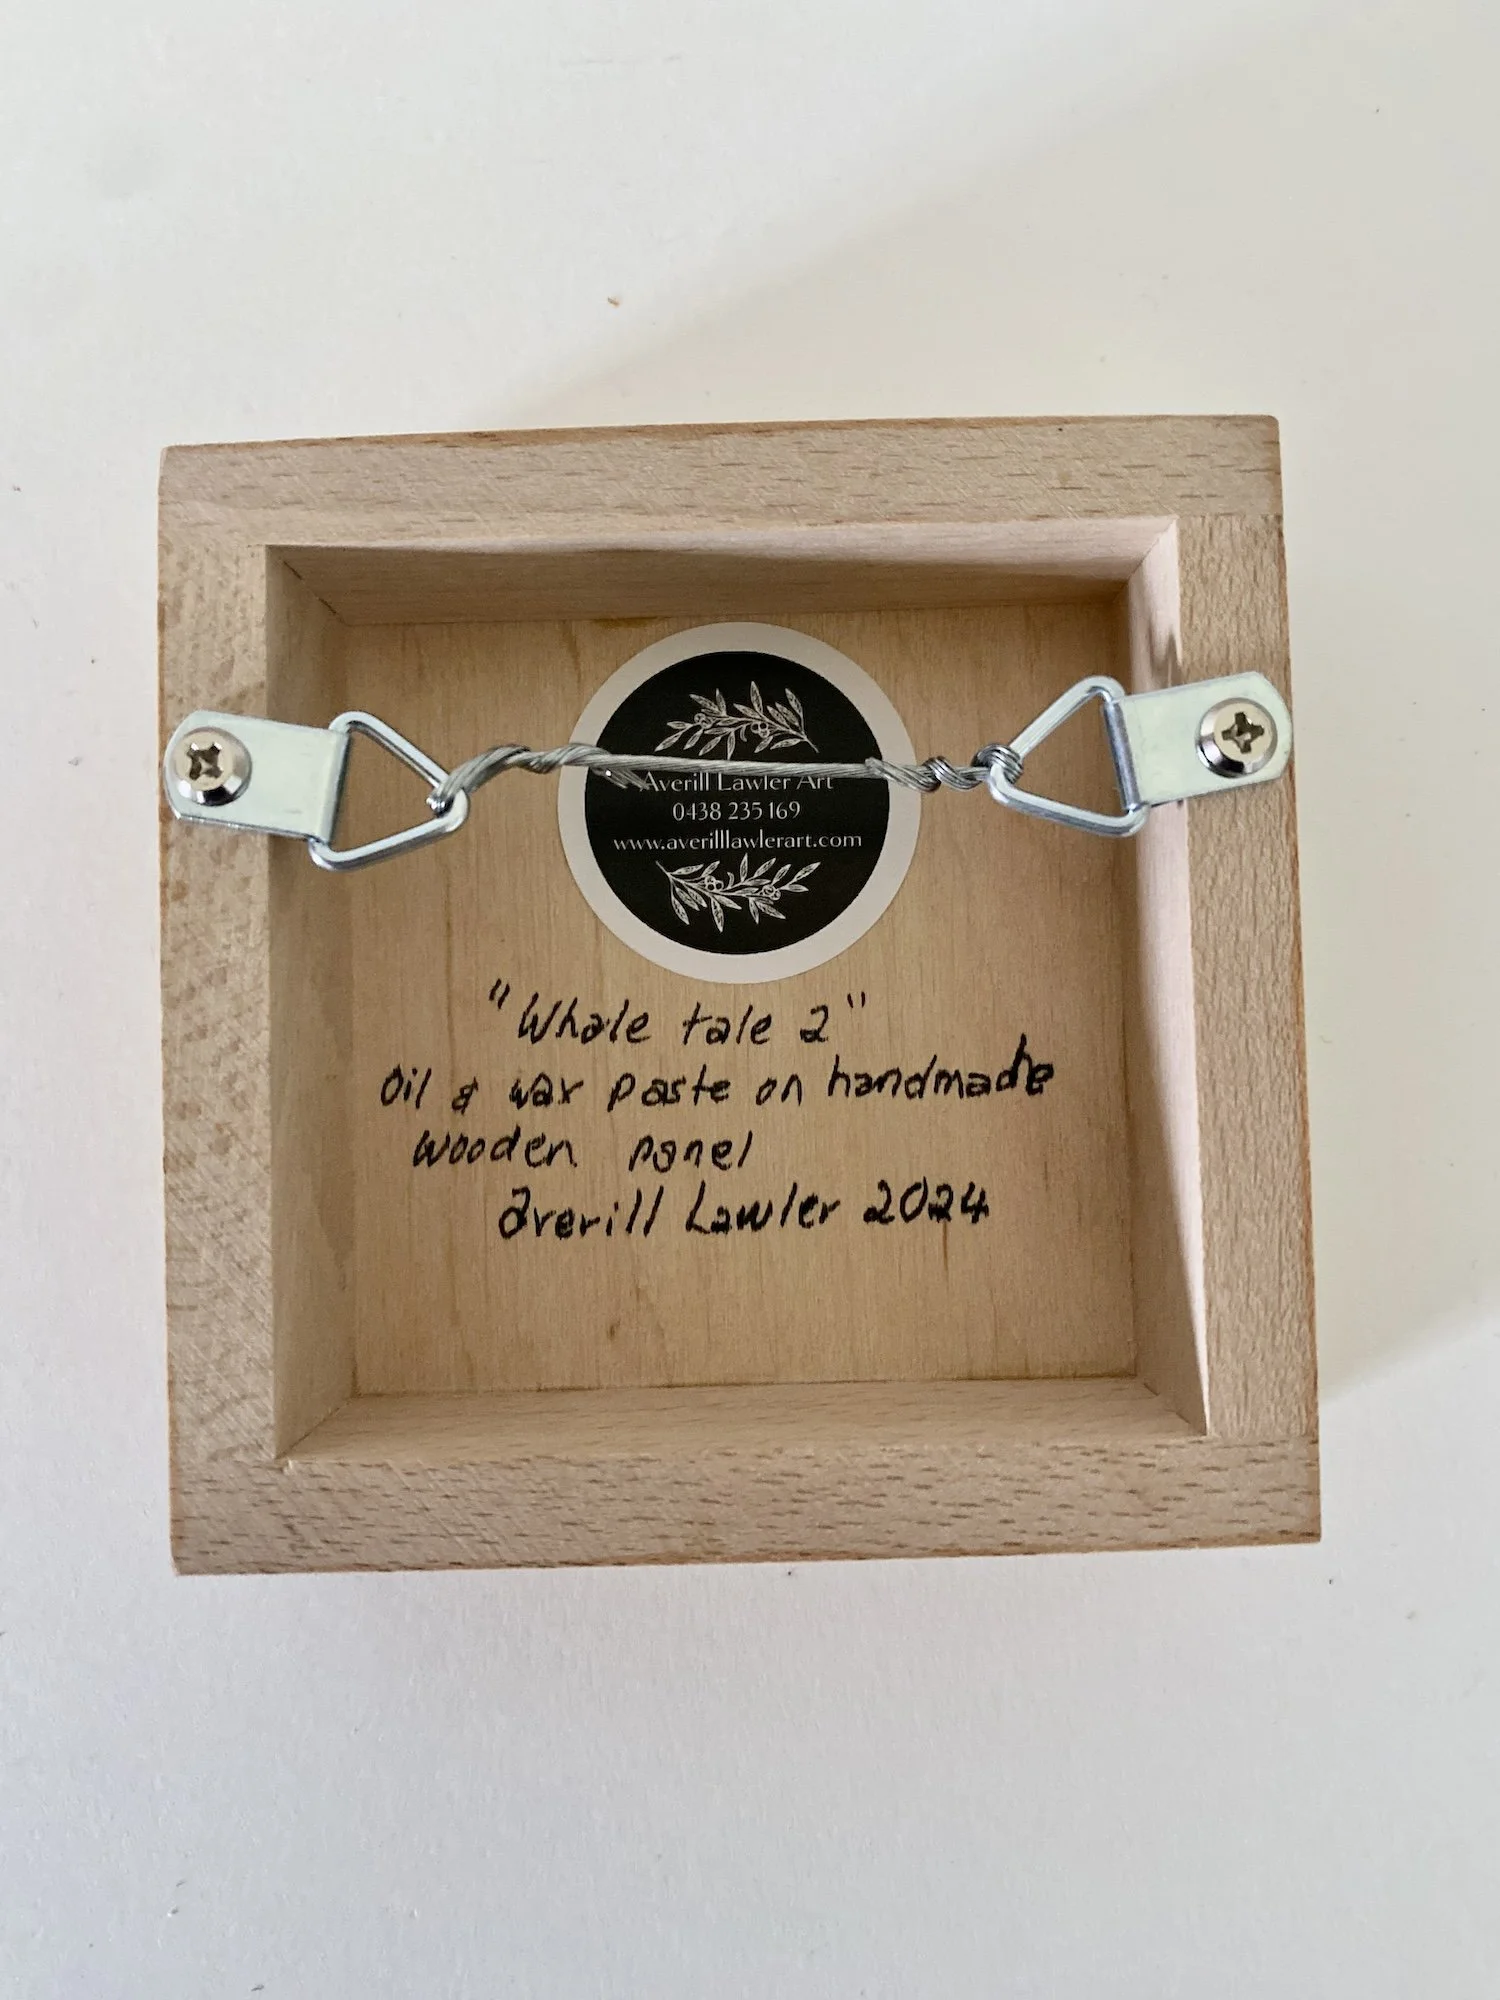 Averill Lawler Art
0438 235 169
www.averilllawlerart.com
"Whale tale 2"
Oil & wax paste on handmade
wooden panel
Averill Lawler 2024